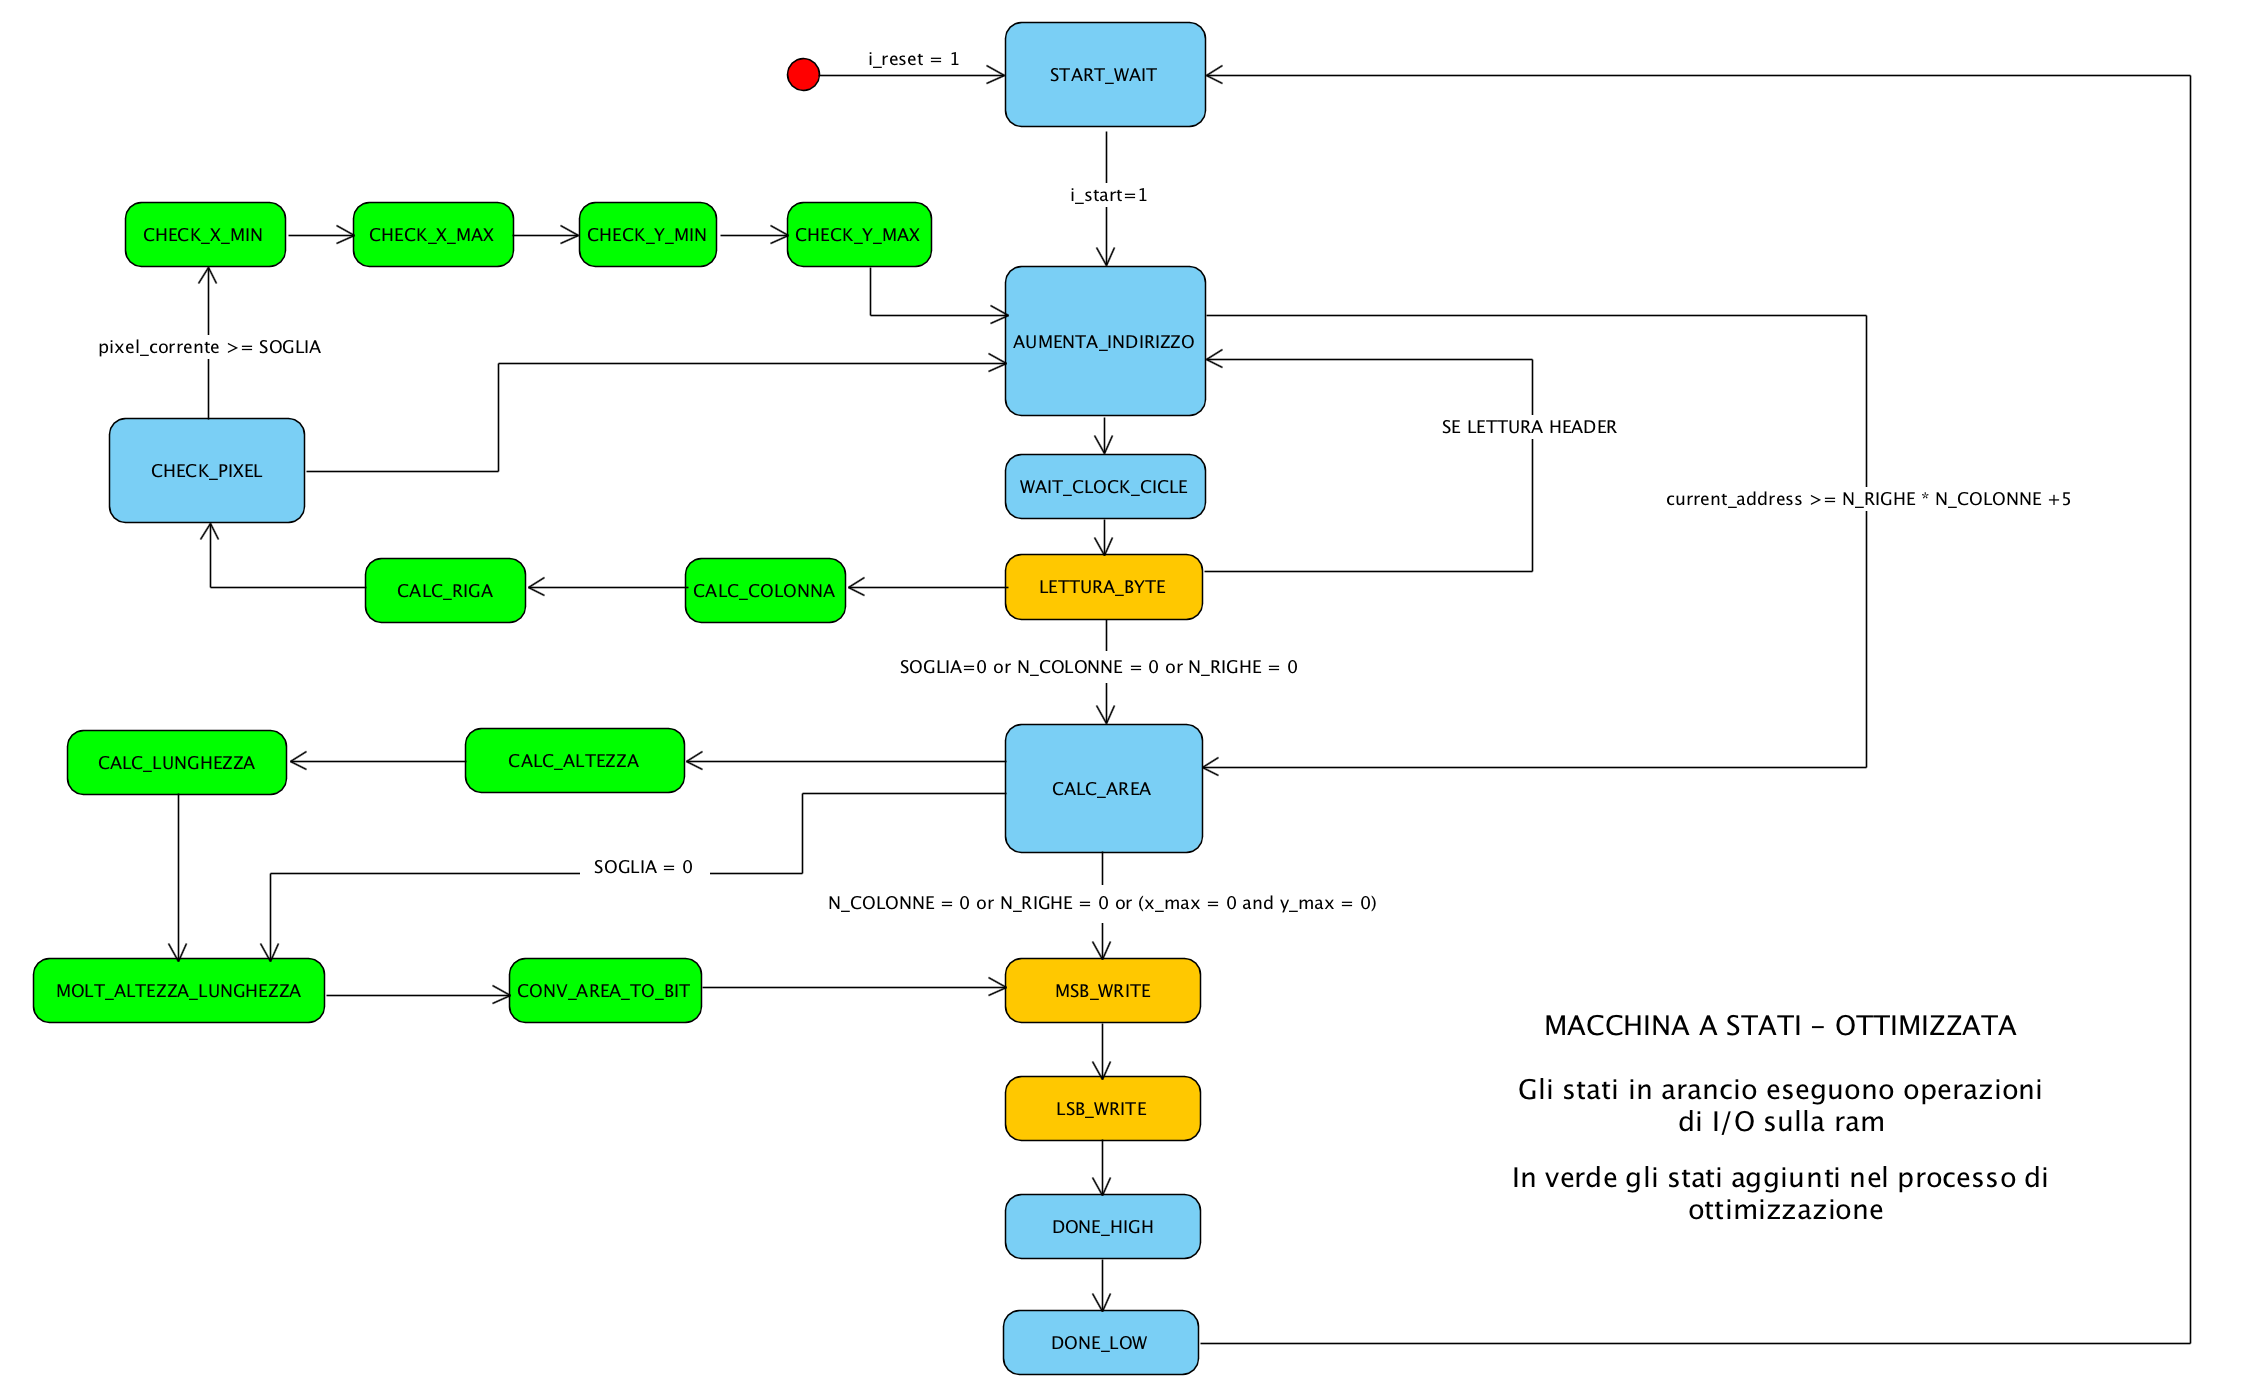 i_reset = 1
START_WAIT
i_start=1
CHECK_X_MIN
CHECK_X_MAX
CHECK_Y_MIN
CHECK_Y_MAX
AUMENTA_INDIRIZZO
pixel_corrente >= SOGLIA
SE LETTURA HEADER
CHECK_PIXEL
WAIT_CLOCK_CICLE
current_address >= N_RIGHE * N_COLONNE +5
CALC_RIGA
CALC_COLONNA
LETTURA_BYTE
SOGLIA=0 or N_COLONNE = 0 or N_RIGHE = 0
CALC_LUNGHEZZA
CALC_ALTEZZA
CALC_AREA
SOGLIA = 0
N_COLONNE = 0 or N_RIGHE = 0 or (x_max = 0 and y_max = 0)
MOLT_ALTEZZA_LUNGHEZZA
CONV_AREA_TO_BIT
MSB_WRITE
MACCHINA A STATI - OTTIMIZZATA
Gli stati in arancio eseguono operazioni
di I/O sulla ram
LSB_WRITE
In verde gli stati aggiunti nel processo di
ottimizzazione
DONE_HIGH
DONE_LOW